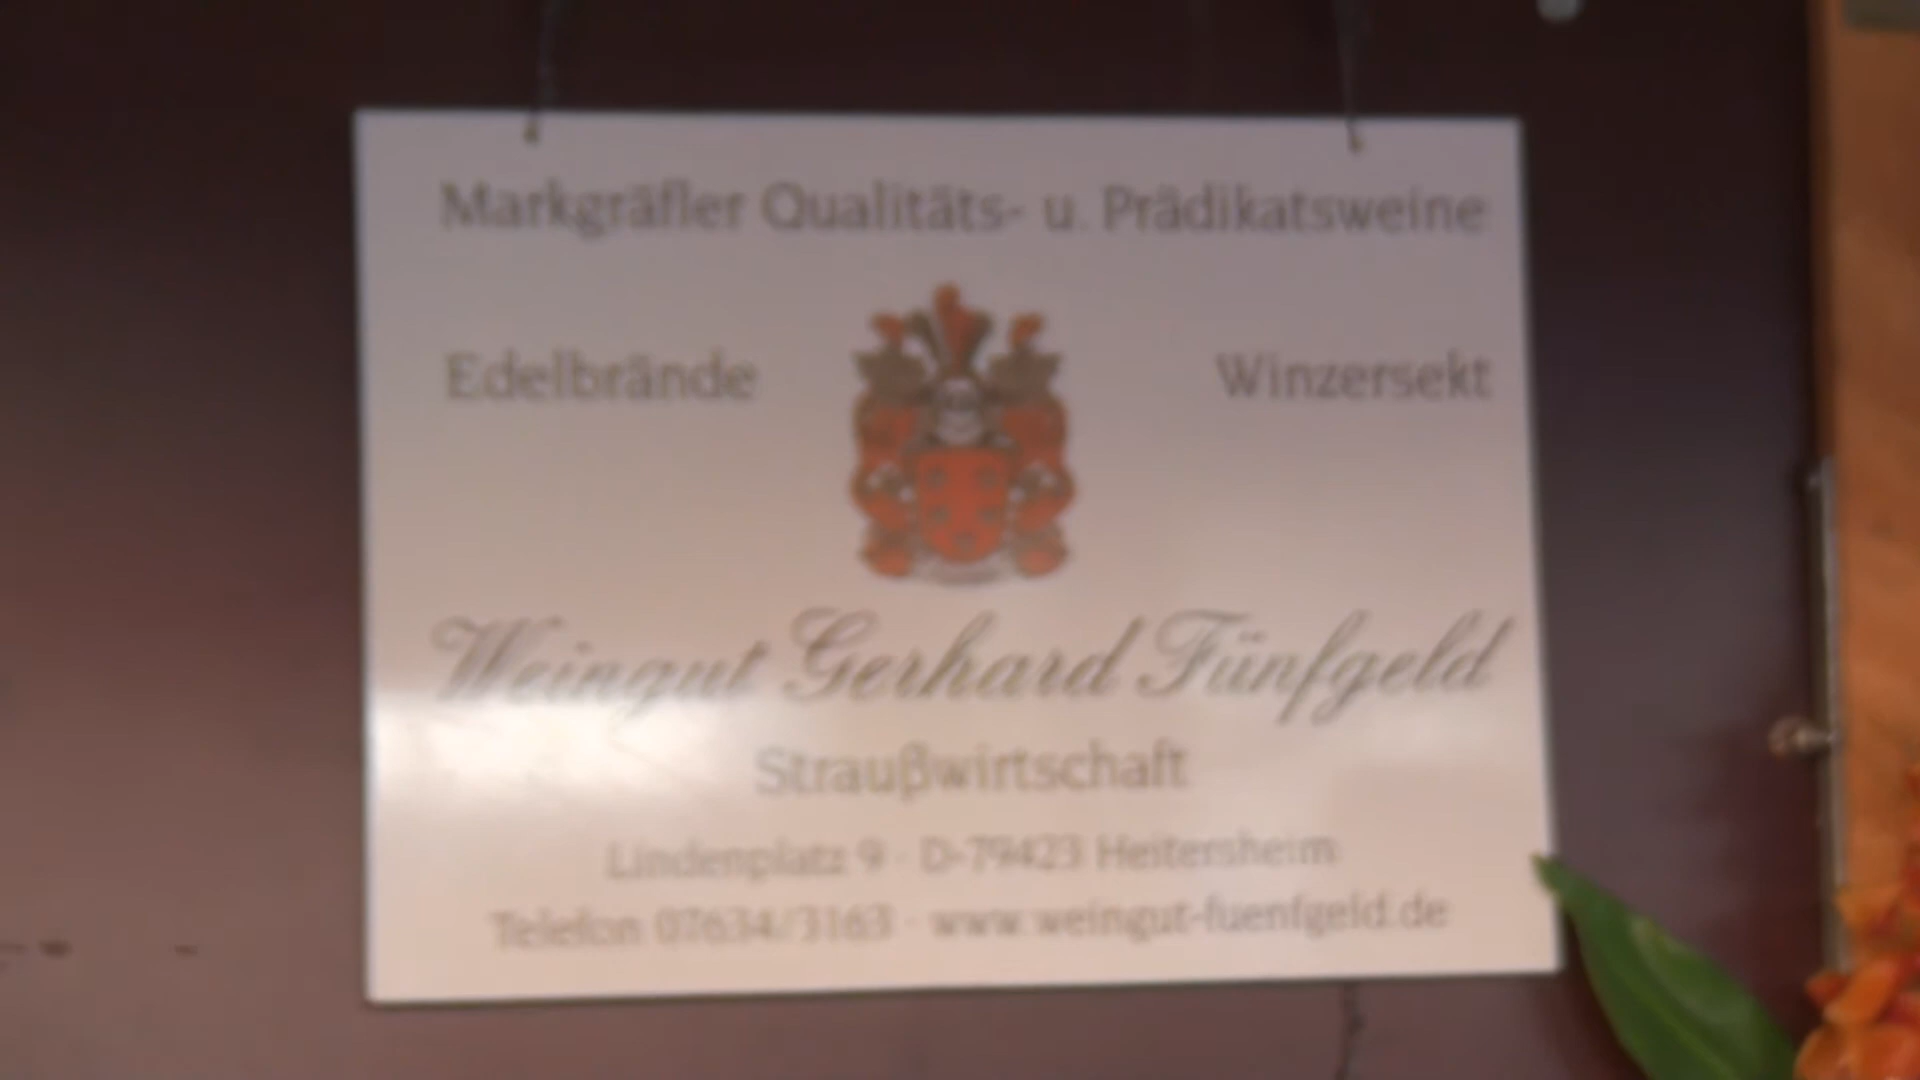 Markgräfler Qualitäts- u. Prädikatsweine
Edelbrände
Winzersekt
Weingut Gerhard Fünfgeld
Straußwirtschaft
Lindenplatz 9 · D-79423 Heitersheim
Telefon 07634/3163 · www.weingut-fuenfgeld.de